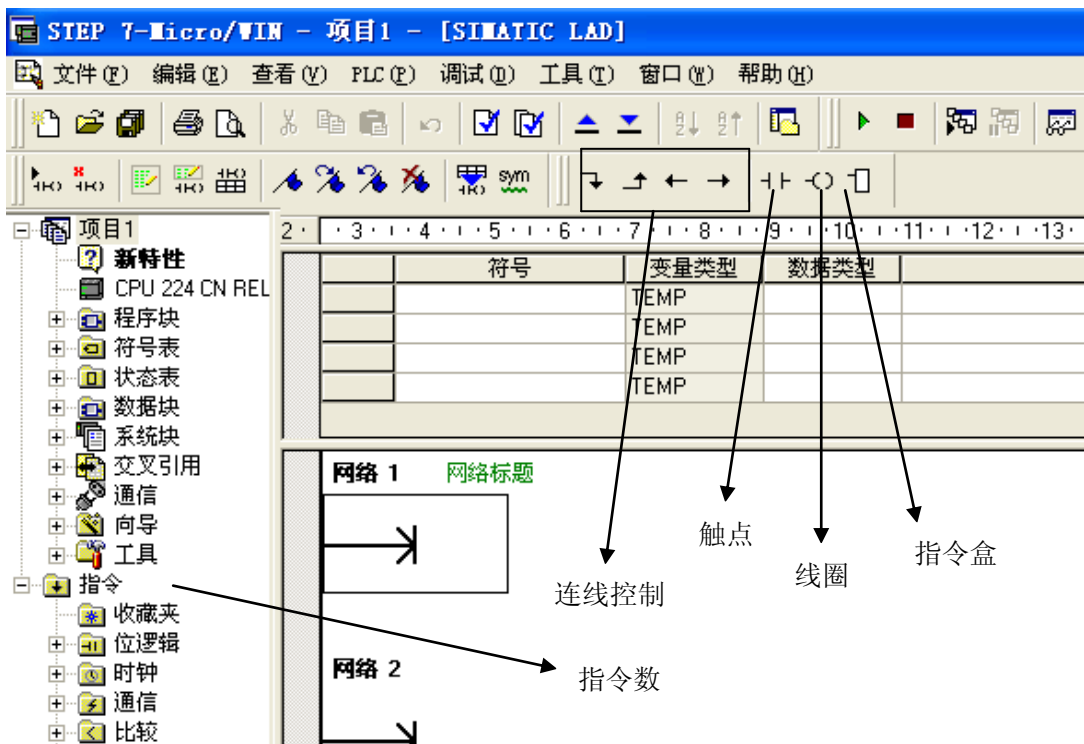 STEP 7-Micro/WIN - 项目1 - [SIMATIC LAD]
文件(F) 编辑(E) 查看(V) PLC(P) 调试(D) 工具(T) 窗口(W) 帮助(H)
sym
项目1
新特性
CPU 224 CN REL
程序块
符号表
状态表
数据块
系统块
交叉引用
通信
向导
工具
指令
收藏夹
位逻辑
时钟
通信
比较
2 · · 3 · ı · 4 · ı · 5 · ı · 6 · ı · 7 · ı · 8 · ı · 9 · ı · 10 · ı · 11 · ı · 12 · ı · 13 ·
符号 变量类型 数据类型
TEMP
TEMP
TEMP
TEMP
网络 1 网络标题
网络 2
触点
线圈
指令盒
连线控制
指令数